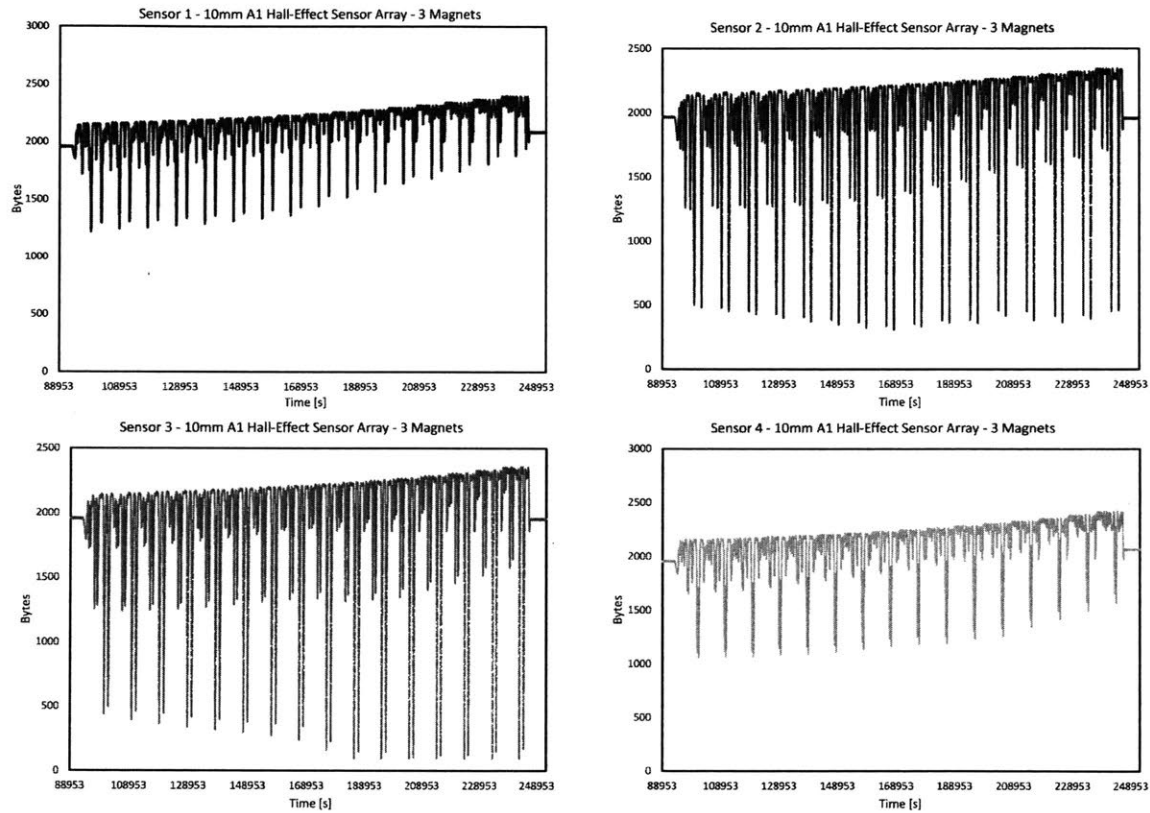 Sensor 1 - 10mm A1 Hall-Effect Sensor Array - 3 Magnets
3000
2500
2000
1500
1000
500
0
Bytes
88953 108953 128953 148953 168953 188953 208953 228953 248953
Time [s]
Sensor 2 - 10mm A1 Hall-Effect Sensor Array - 3 Magnets
2500
2000
1500
1000
500
0
Bytes
88953 108953 128953 148953 168953 188953 208953 228953 248953
Time [s]
Sensor 3 - 10mm A1 Hall-Effect Sensor Array - 3 Magnets
2500
2000
1500
1000
500
0
Bytes
88953 108953 128953 148953 168953 188953 208953 228953 248953
Time [s]
Sensor 4 - 10mm A1 Hall-Effect Sensor Array - 3 Magnets
3000
2500
2000
1500
1000
500
0
Bytes
88953 108953 128953 148953 168953 188953 208953 228953 248953
Time [s]